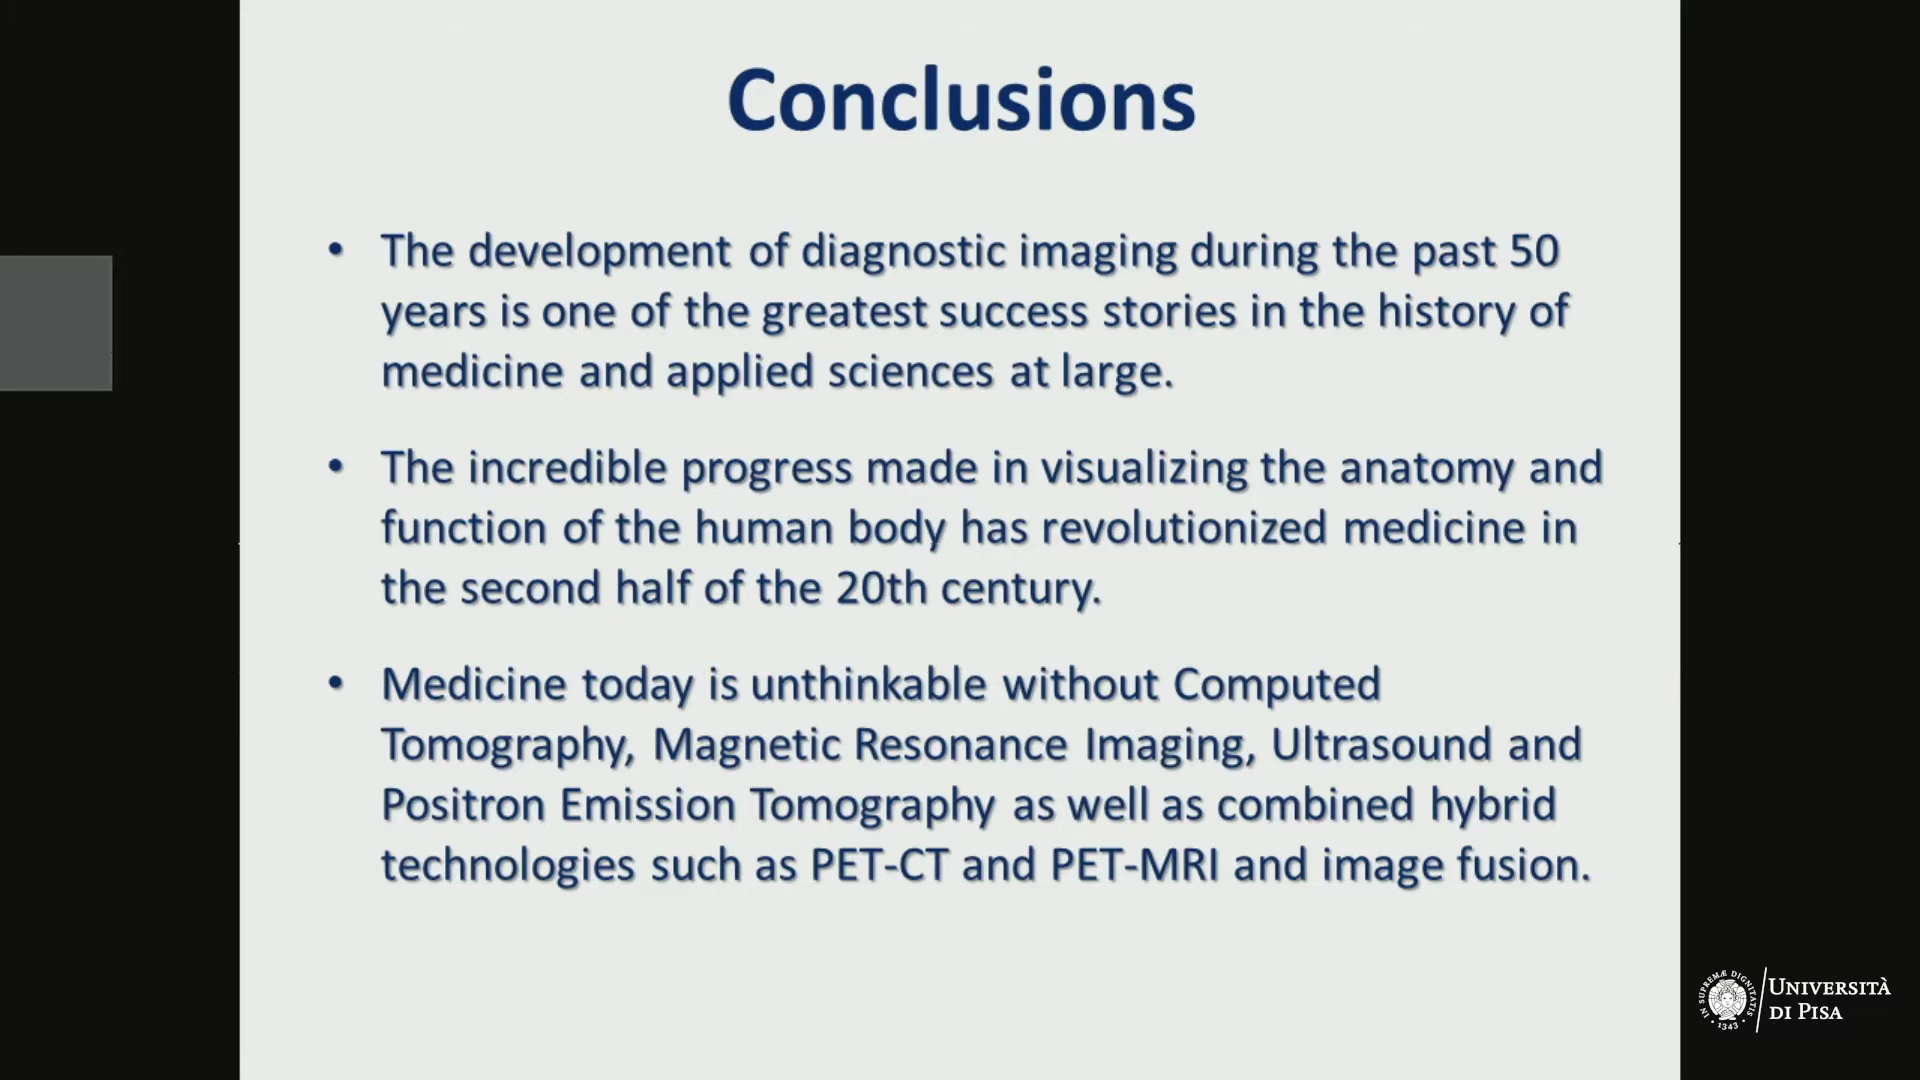 Conclusions
• The development of diagnostic imaging during the past 50
years is one of the greatest success stories in the history of
medicine and applied sciences at large.
• The incredible progress made in visualizing the anatomy and
function of the human body has revolutionized medicine in
the second half of the 20th century.
• Medicine today is unthinkable without Computed
Tomography, Magnetic Resonance Imaging, Ultrasound and
Positron Emission Tomography as well as combined hybrid
technologies such as PET-CT and PET-MRI and image fusion.
IN SUPREMÆ DIGNITATIS
· 1343 ·
UNIVERSITÀ
DI PISA